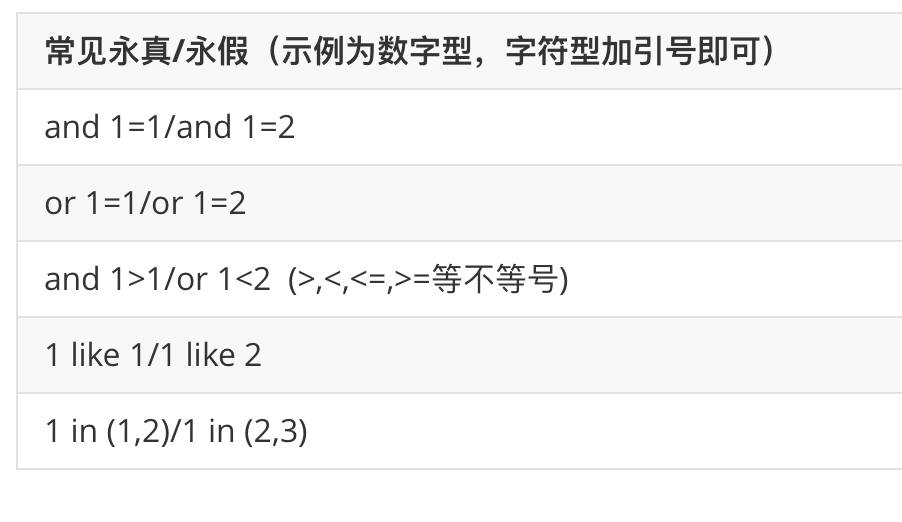 常见永真/永假（示例为数字型，字符型加引号即可）
and 1=1/and 1=2
or 1=1/or 1=2
and 1>1/or 1<2  (>,<,<=,>=等不等号)
1 like 1/1 like 2
1 in (1,2)/1 in (2,3)